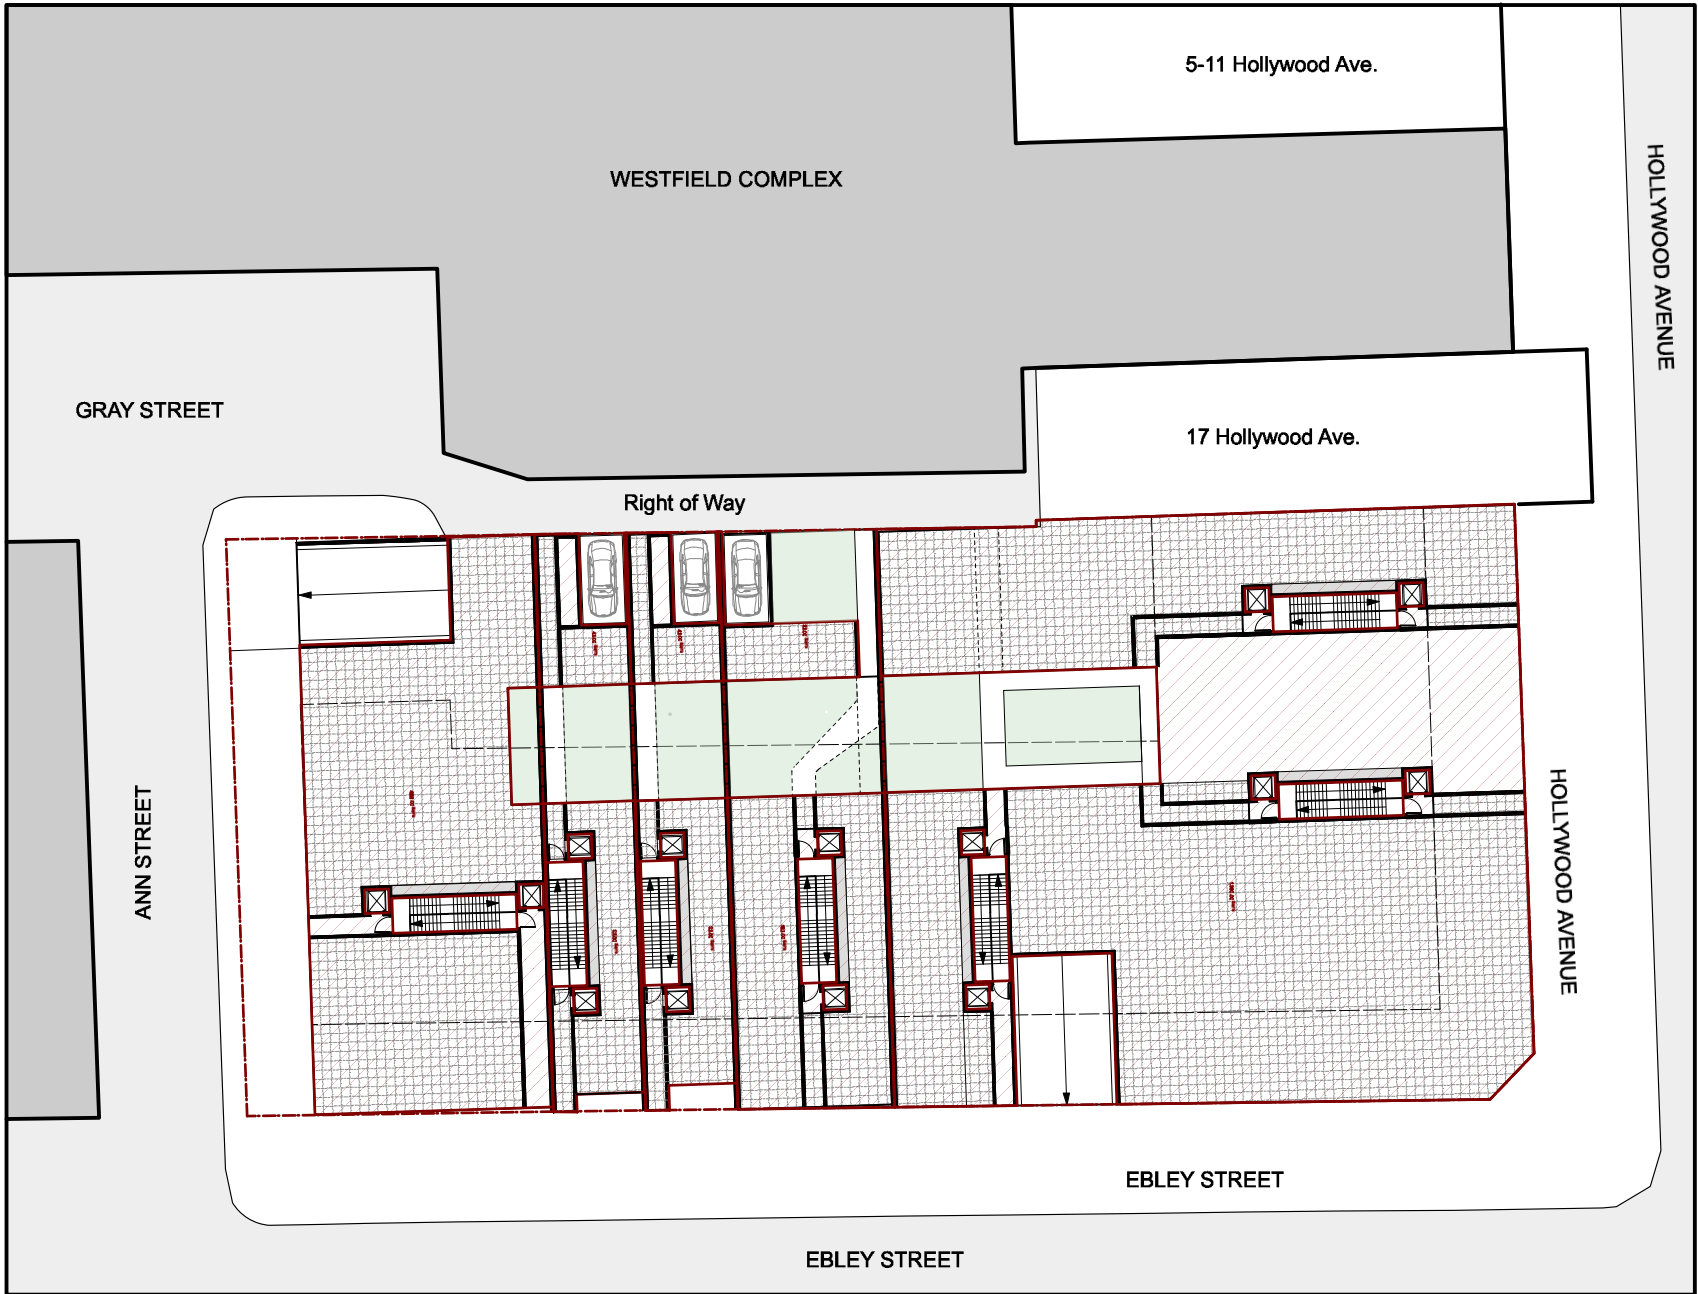 5-11 Hollywood Ave.
WESTFIELD COMPLEX
HOLLYWOOD AVENUE
GRAY STREET
17 Hollywood Ave.
Right of Way
ANN STREET
HOLLYWOOD AVENUE
EBLEY STREET
EBLEY STREET